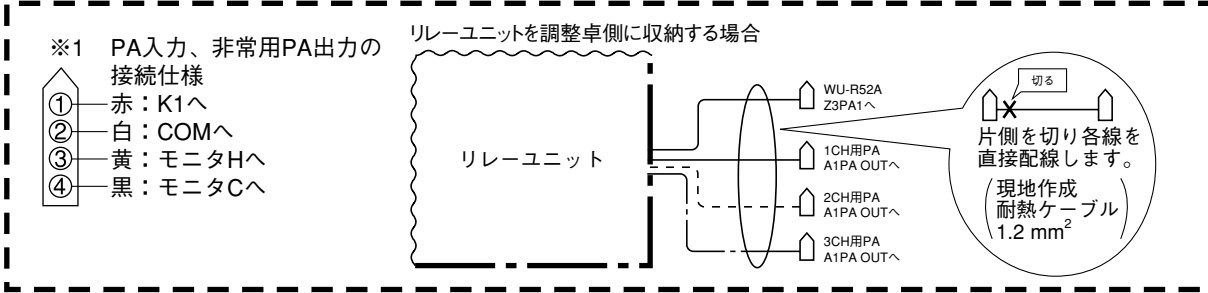 ※1 PA入力、非常用PA出力の
接続仕様
①赤：K1へ
②白：COMへ
③黄：モニタHへ
④黒：モニタCへ
リレーユニットを調整卓側に収納する場合
リレーユニット
WU-R52A
Z3PA1へ
1CH用PA
A1PA OUTへ
2CH用PA
A1PA OUTへ
3CH用PA
A1PA OUTへ
切る
片側を切り各線を
直接配線します。
(現地作成
耐熱ケーブル
1.2 mm²)